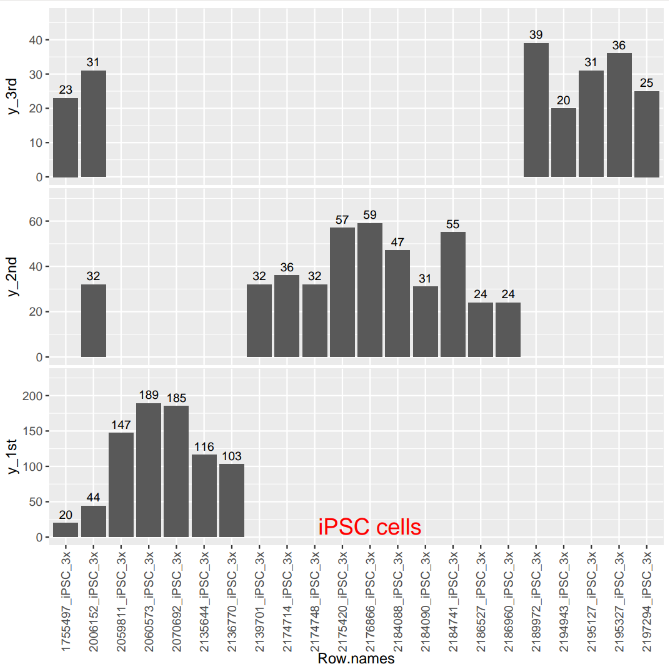 y_3rd
40
30
20
10
0
23
31
39
20
31
36
25
y_2nd
60
40
20
0
32
32
36
32
57
59
47
31
55
24
24
y_1st
200
150
100
50
0
20
44
147
189
185
116
103
iPSC cells
1755497_iPSC_3x
2006152_iPSC_3x
2059811_iPSC_3x
2060573_iPSC_3x
2070692_iPSC_3x
2135644_iPSC_3x
2136770_iPSC_3x
2139701_iPSC_3x
2174714_iPSC_3x
2174748_iPSC_3x
2175420_iPSC_3x
2176866_iPSC_3x
2184088_iPSC_3x
2184090_iPSC_3x
2184741_iPSC_3x
2186527_iPSC_3x
2186960_iPSC_3x
2189972_iPSC_3x
2194943_iPSC_3x
2195127_iPSC_3x
2195327_iPSC_3x
2197294_iPSC_3x
Row.names